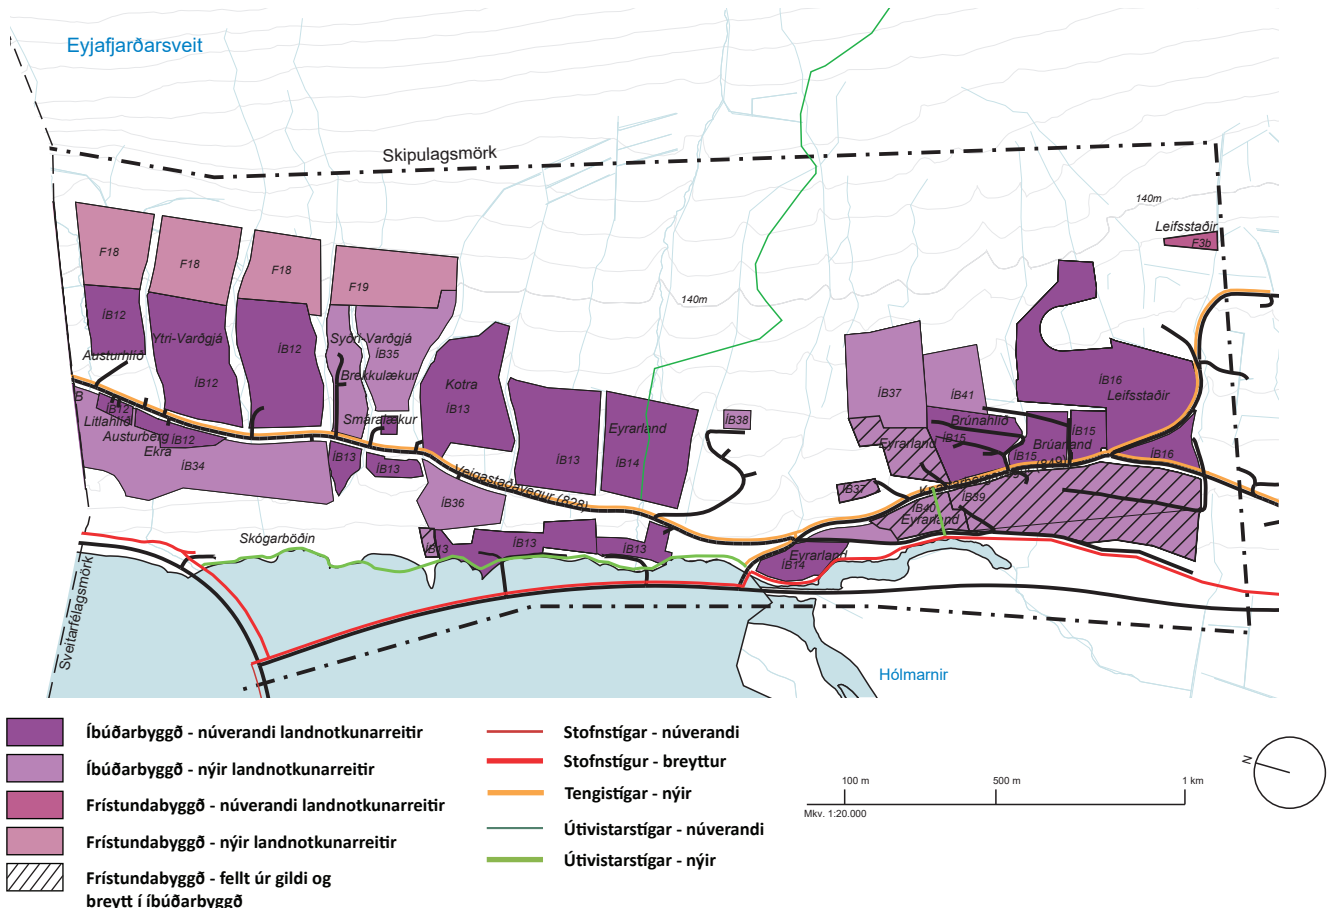 Eyjafjarðarsveit
Skipulagsmörk
140m
Leifsstaðir
F3b
F18
F18
F18
F19
140m
ÍB12
Ytri-Varðgjá
ÍB12
ÍB12
Syðri-Varðgjá
ÍB35
Brekkulækur
Austurhlíð
Kotra
ÍB13
Smáralækur
B
ÍB12
Litlahlíð
Austurberg
ÍB12
Ekra
ÍB34
ÍB13
ÍB13
ÍB13
Eyrarland
ÍB14
ÍB38
ÍB37
ÍB41
ÍB16
Leifsstaðir
Brúnahlíð
ÍB15
Eyrarland
ÍB15
Brúarland
ÍB15
ÍB16
Veigastaðavegur (828)
ÍB36
ÍB37
ÍB39
ÍB40
Eyrarland
Skógarböðin
ÍB13
ÍB13
ÍB13
Eyrarland
ÍB14
Sveitarfélagsmörk
Hólmarnir
Íbúðarbyggð - núverandi landnotkunarreitir
Íbúðarbyggð - nýir landnotkunarreitir
Frístundabyggð - núverandi landnotkunarreitir
Frístundabyggð - nýir landnotkunarreitir
Frístundabyggð - fellt úr gildi og
breytt í íbúðarbyggð
Stofnstígar - núverandi
Stofnstígur - breyttur
Tengistígar - nýir
Útivistarstígar - núverandi
Útivistarstígar - nýir
100 m
500 m
1 km
Mkv. 1:20.000
N